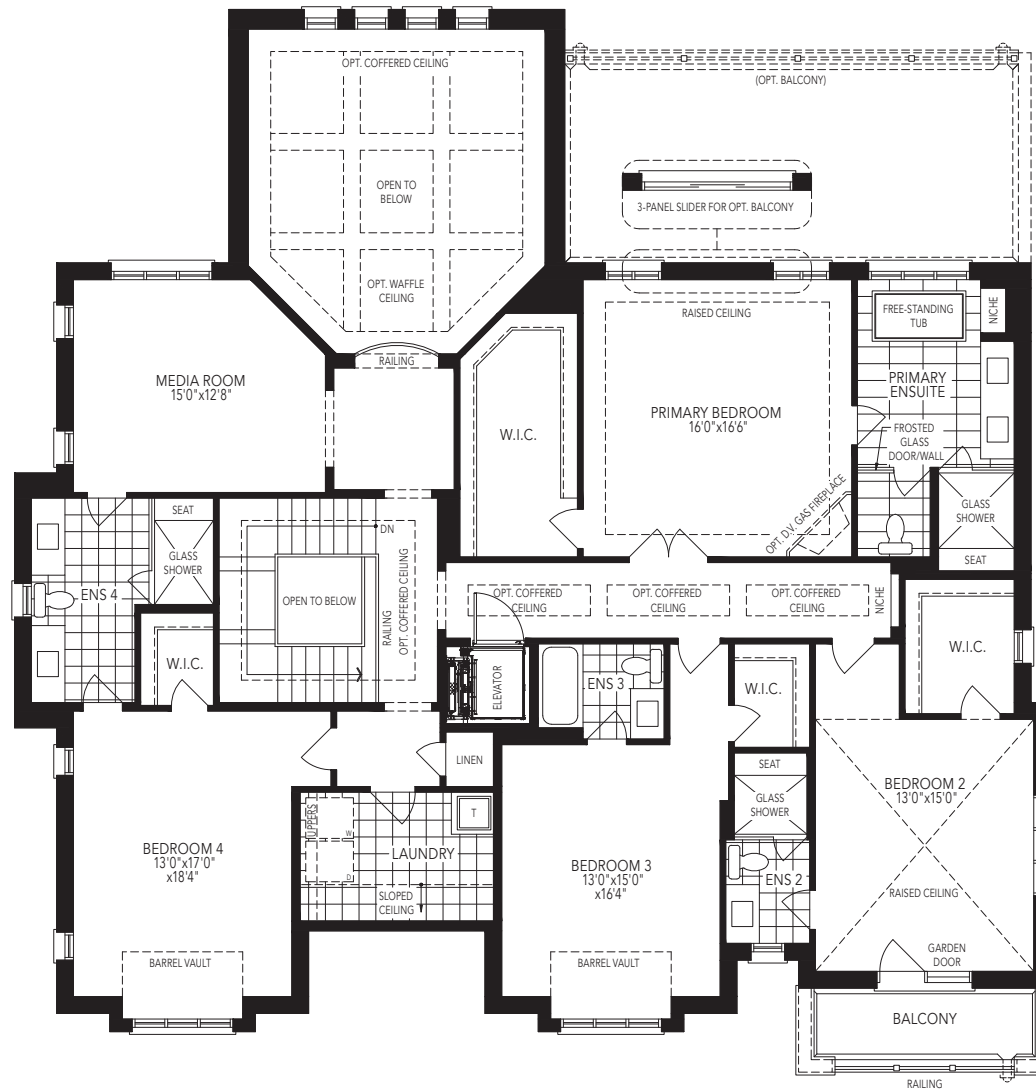 OPT. COFFERED CEILING
(OPT. BALCONY)
OPEN TO
BELOW
3-PANEL SLIDER FOR OPT. BALCONY
OPT. WAFFLE
CEILING
RAISED CEILING
FREE-STANDING
TUB
NICHE
RAILING
MEDIA ROOM
15'0"x12'8"
PRIMARY
ENSUITE
W.I.C.
PRIMARY BEDROOM
16'0"x16'6"
FROSTED
GLASS
DOOR/WALL
OPT. D.V. GAS FIREPLACE
GLASS
SHOWER
SEAT
SEAT
GLASS
SHOWER
ENS 4
DN
OPEN TO BELOW
RAILING
OPT. COFFERED CEILING
OPT. COFFERED
CEILING
OPT. COFFERED
CEILING
OPT. COFFERED
CEILING
NICHE
W.I.C.
W.I.C.
ELEVATOR
ENS 3
W.I.C.
LINEN
SEAT
GLASS
SHOWER
BEDROOM 2
13'0"x15'0"
UPPERS
W
D
T
LAUNDRY
SLOPED
CEILING
BEDROOM 4
13'0"x17'0"
x18'4"
BEDROOM 3
13'0"x15'0"
x16'4"
ENS 2
RAISED CEILING
BARREL VAULT
BARREL VAULT
GARDEN
DOOR
BALCONY
RAILING